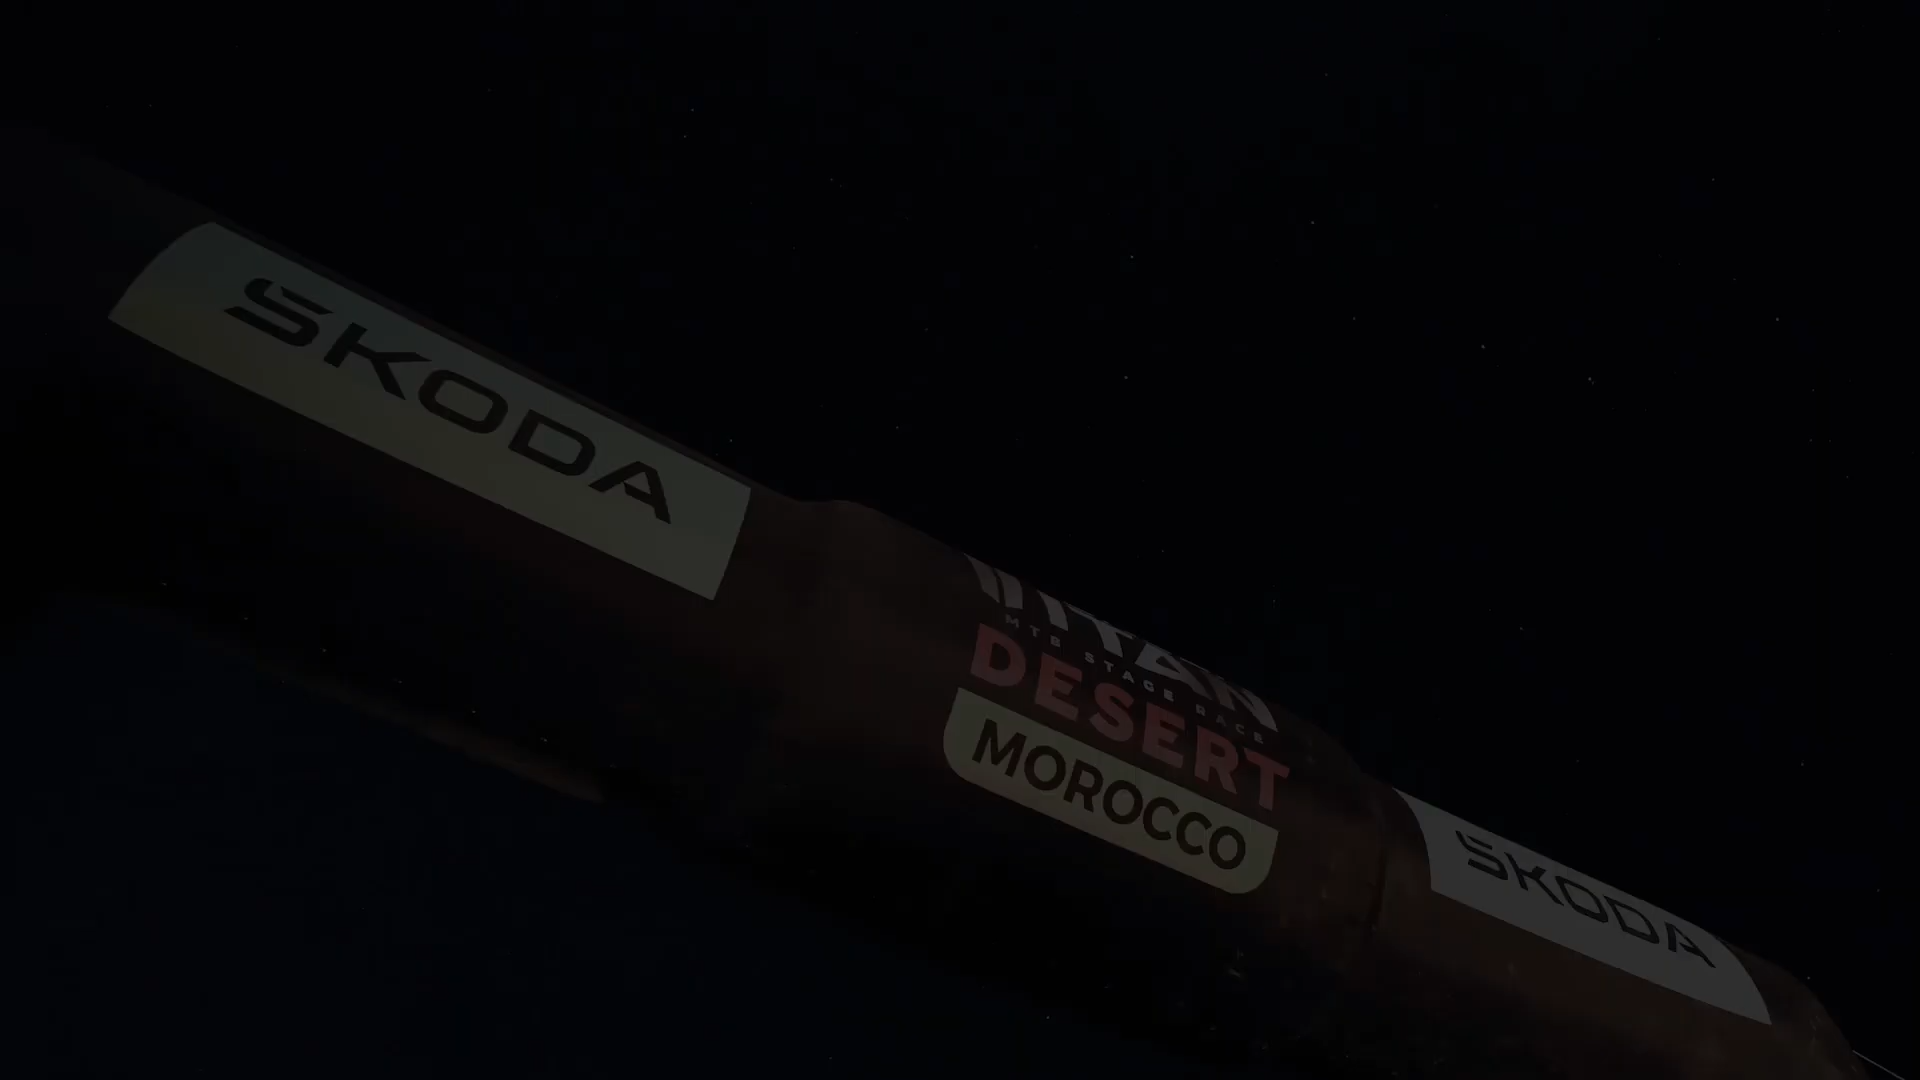 SKODA
TITAN
MTB STAGE RACE
DESERT
MOROCCO
SKODA